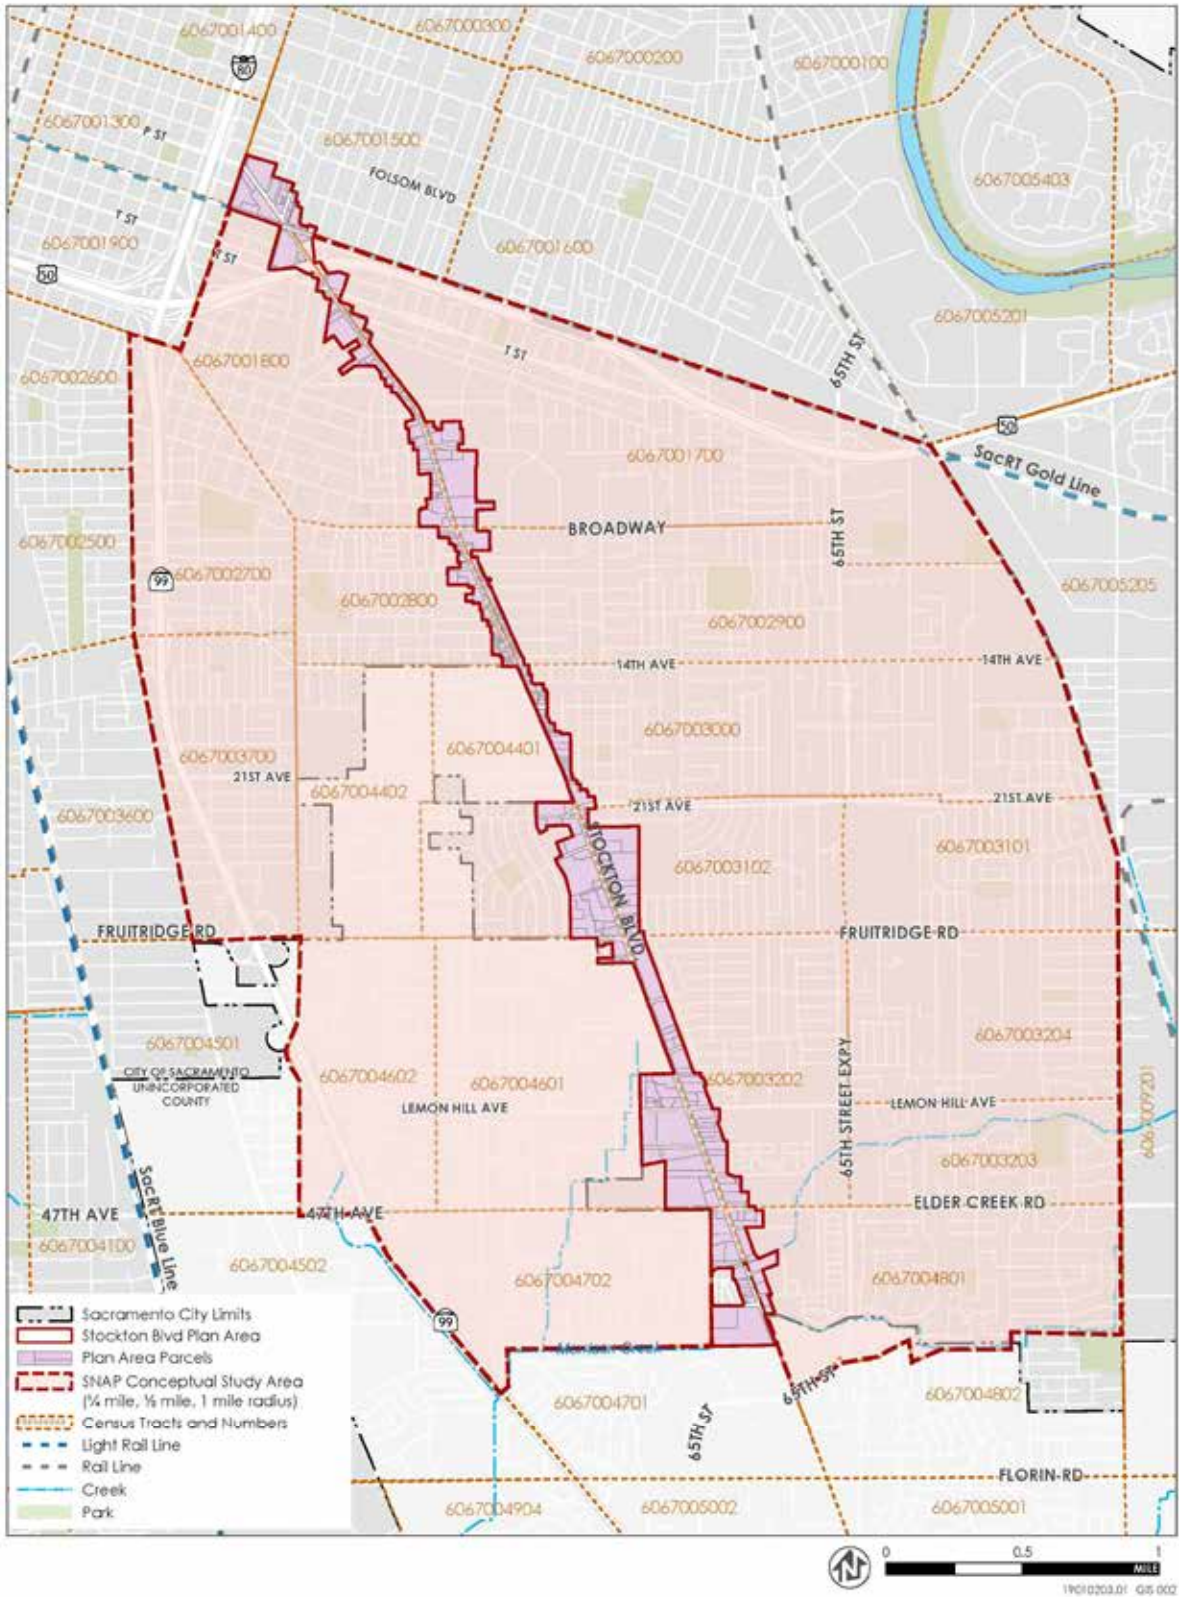 6067001400
6067000300
6067000200
6067000100
80
6067001300
P ST
6067001500
FOLSOM BLVD
6067005403
T ST
6067001900
T ST
6067001600
50
6067005201
6067002600
6067001800
T ST
65TH ST
50
SacRT Gold Line
6067001700
BROADWAY
65TH ST
6067002500
99
6067002700
6067002800
6067002900
6067005205
14TH AVE
14TH AVE
6067003000
6067004401
6067003700
21ST AVE
6067004402
6067003600
21ST AVE
21ST AVE
STOCKTON BLVD
6067003102
6067003101
FRUITRIDGE RD
FRUITRIDGE RD
6067004501
CITY OF SACRAMENTO
UNINCORPORATED
COUNTY
6067004602
6067004601
6067003202
6067003204
65TH STREET EXPY
LEMON HILL AVE
LEMON HILL AVE
6067009201
6067003203
ELDER CREEK RD
47TH AVE
47TH AVE
SacRT Blue Line
6067004100
6067004502
6067004702
6067004801
99
Morrison Creek
65TH ST
6067004701
6067004802
65TH ST
FLORIN RD
6067004904
6067005002
6067005001
Sacramento City Limits
Stockton Blvd Plan Area
Plan Area Parcels
SNAP Conceptual Study Area
(¼ mile, ½ mile, 1 mile radius)
Census Tracts and Numbers
Light Rail Line
Rail Line
Creek
Park
N
0 0.5 1
MILE
19010203.01 GIS 002